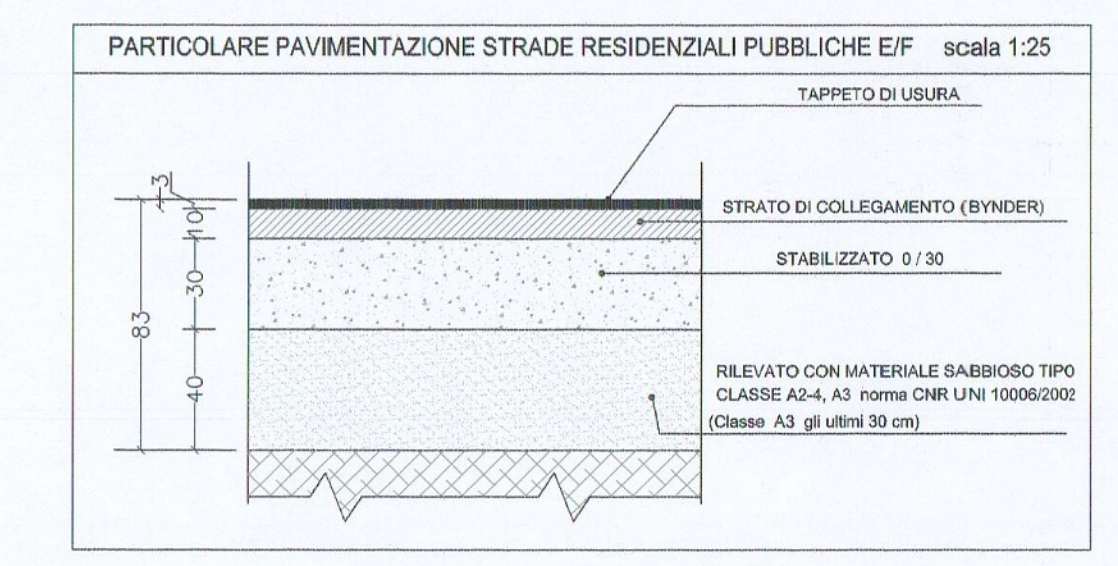 PARTICOLARE PAVIMENTAZIONE STRADE RESIDENZIALI PUBBLICHE E/F scala 1:25
TAPPETO DI USURA
3
STRATO DI COLLEGAMENTO (BYNDER)
10
STABILIZZATO 0 / 30
30
83
40
RILEVATO CON MATERIALE SABBIOSO TIPO
CLASSE A2-4, A3 norma CNR UNI 10006/2002
(Classe A3 gli ultimi 30 cm)